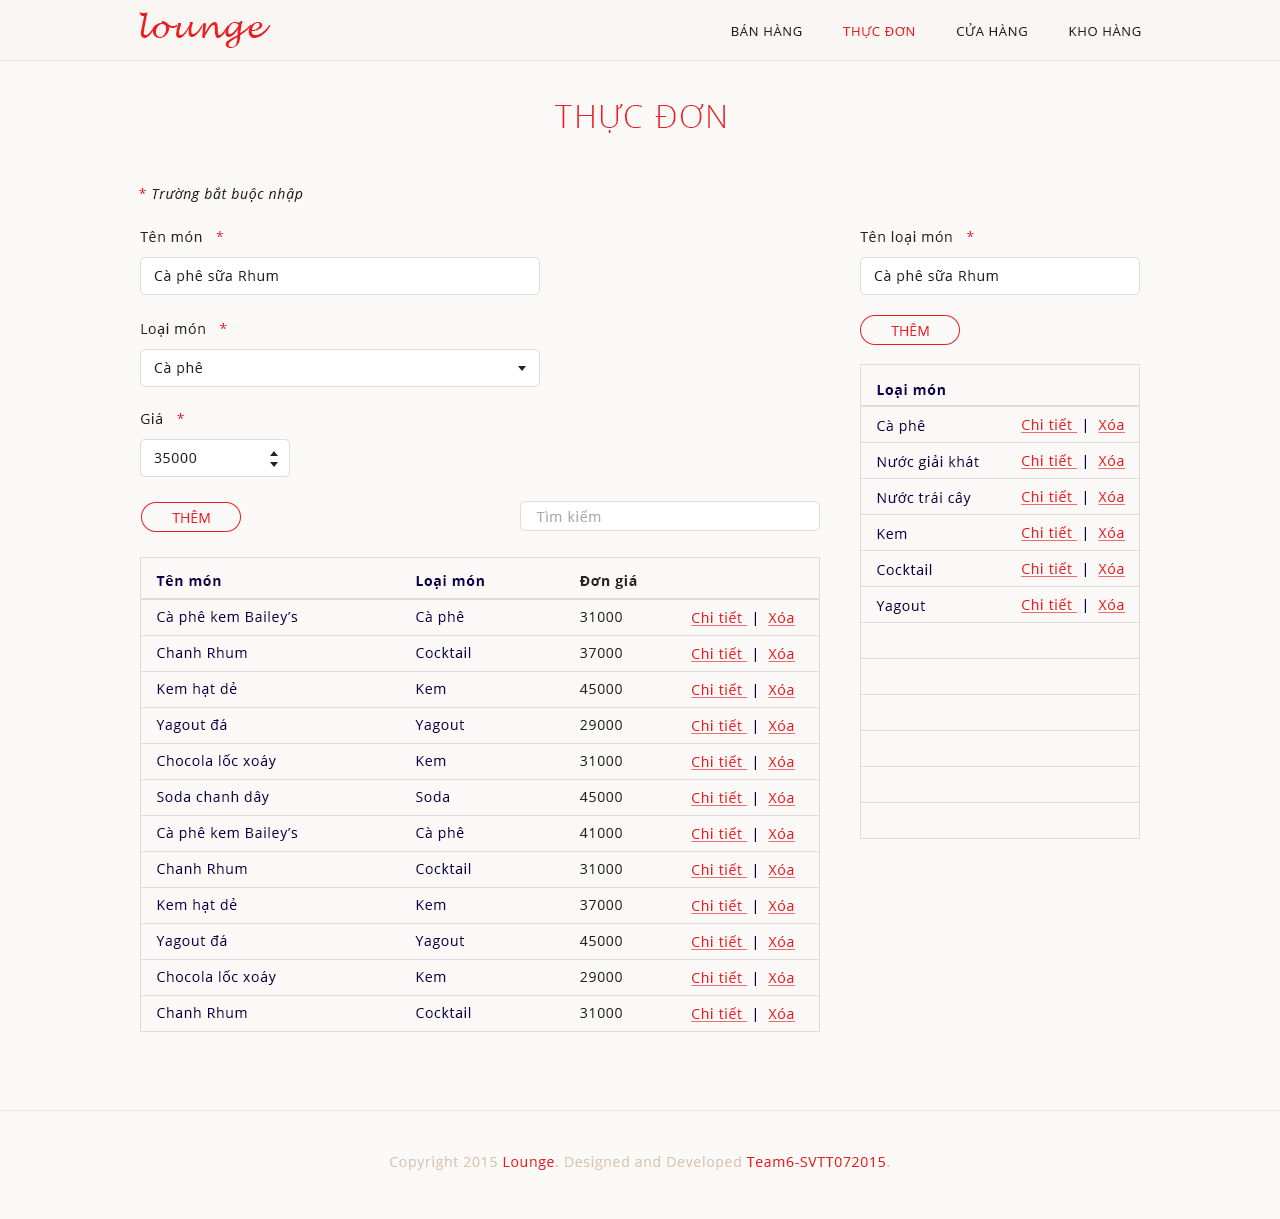 lounge
BÁN HÀNG THỰC ĐƠN CỬA HÀNG KHO HÀNG
THỰC ĐƠN
* Trường bắt buộc nhập
Tên món *
Cà phê sữa Rhum
Loại món *
Cà phê
Giá *
35000
THÊM
Tìm kiếm
Tên món Loại món Đơn giá
Cà phê kem Bailey’s Cà phê 31000 Chi tiết | Xóa
Chanh Rhum Cocktail 37000 Chi tiết | Xóa
Kem hạt dẻ Kem 45000 Chi tiết | Xóa
Yagout đá Yagout 29000 Chi tiết | Xóa
Chocola lốc xoáy Kem 31000 Chi tiết | Xóa
Soda chanh dây Soda 45000 Chi tiết | Xóa
Cà phê kem Bailey’s Cà phê 41000 Chi tiết | Xóa
Chanh Rhum Cocktail 31000 Chi tiết | Xóa
Kem hạt dẻ Kem 37000 Chi tiết | Xóa
Yagout đá Yagout 45000 Chi tiết | Xóa
Chocola lốc xoáy Kem 29000 Chi tiết | Xóa
Chanh Rhum Cocktail 31000 Chi tiết | Xóa
Tên loại món *
Cà phê sữa Rhum
THÊM
Loại món
Cà phê Chi tiết | Xóa
Nước giải khát Chi tiết | Xóa
Nước trái cây Chi tiết | Xóa
Kem Chi tiết | Xóa
Cocktail Chi tiết | Xóa
Yagout Chi tiết | Xóa
Copyright 2015 Lounge. Designed and Developed Team6-SVTT072015.